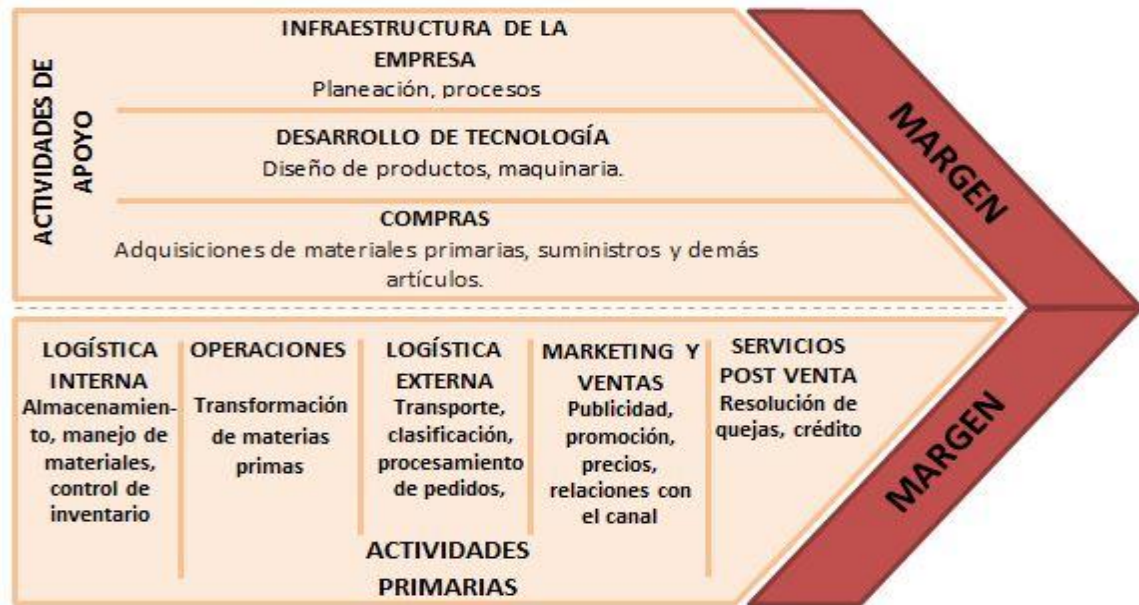 ACTIVIDADES DE
APOYO
INFRAESTRUCTURA DE LA
EMPRESA
Planeación, procesos
DESARROLLO DE TECNOLOGÍA
Diseño de productos, maquinaria.
COMPRAS
Adquisiciones de materiales primarias, suministros y demás
artículos.
MARGEN
LOGÍSTICA
INTERNA
Almacenamien-
to, manejo de
materiales,
control de
inventario
OPERACIONES
Transformación
de materias
primas
LOGÍSTICA
EXTERNA
Transporte,
clasificación,
procesamiento
de pedidos,
MARKETING Y
VENTAS
Publicidad,
promoción,
precios,
relaciones con
el canal
SERVICIOS
POST VENTA
Resolución de
quejas, crédito
MARGEN
ACTIVIDADES
PRIMARIAS